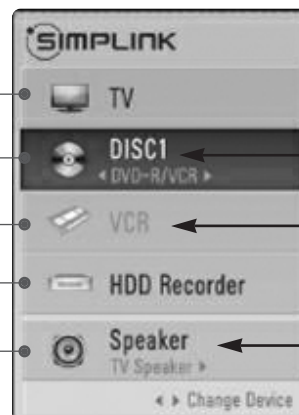 SIMPLINK
TV
DISC1
◂ DVD-R/VCR ▸
VCR
HDD Recorder
Speaker
TV Speaker ▸
◂ ▸ Change Device